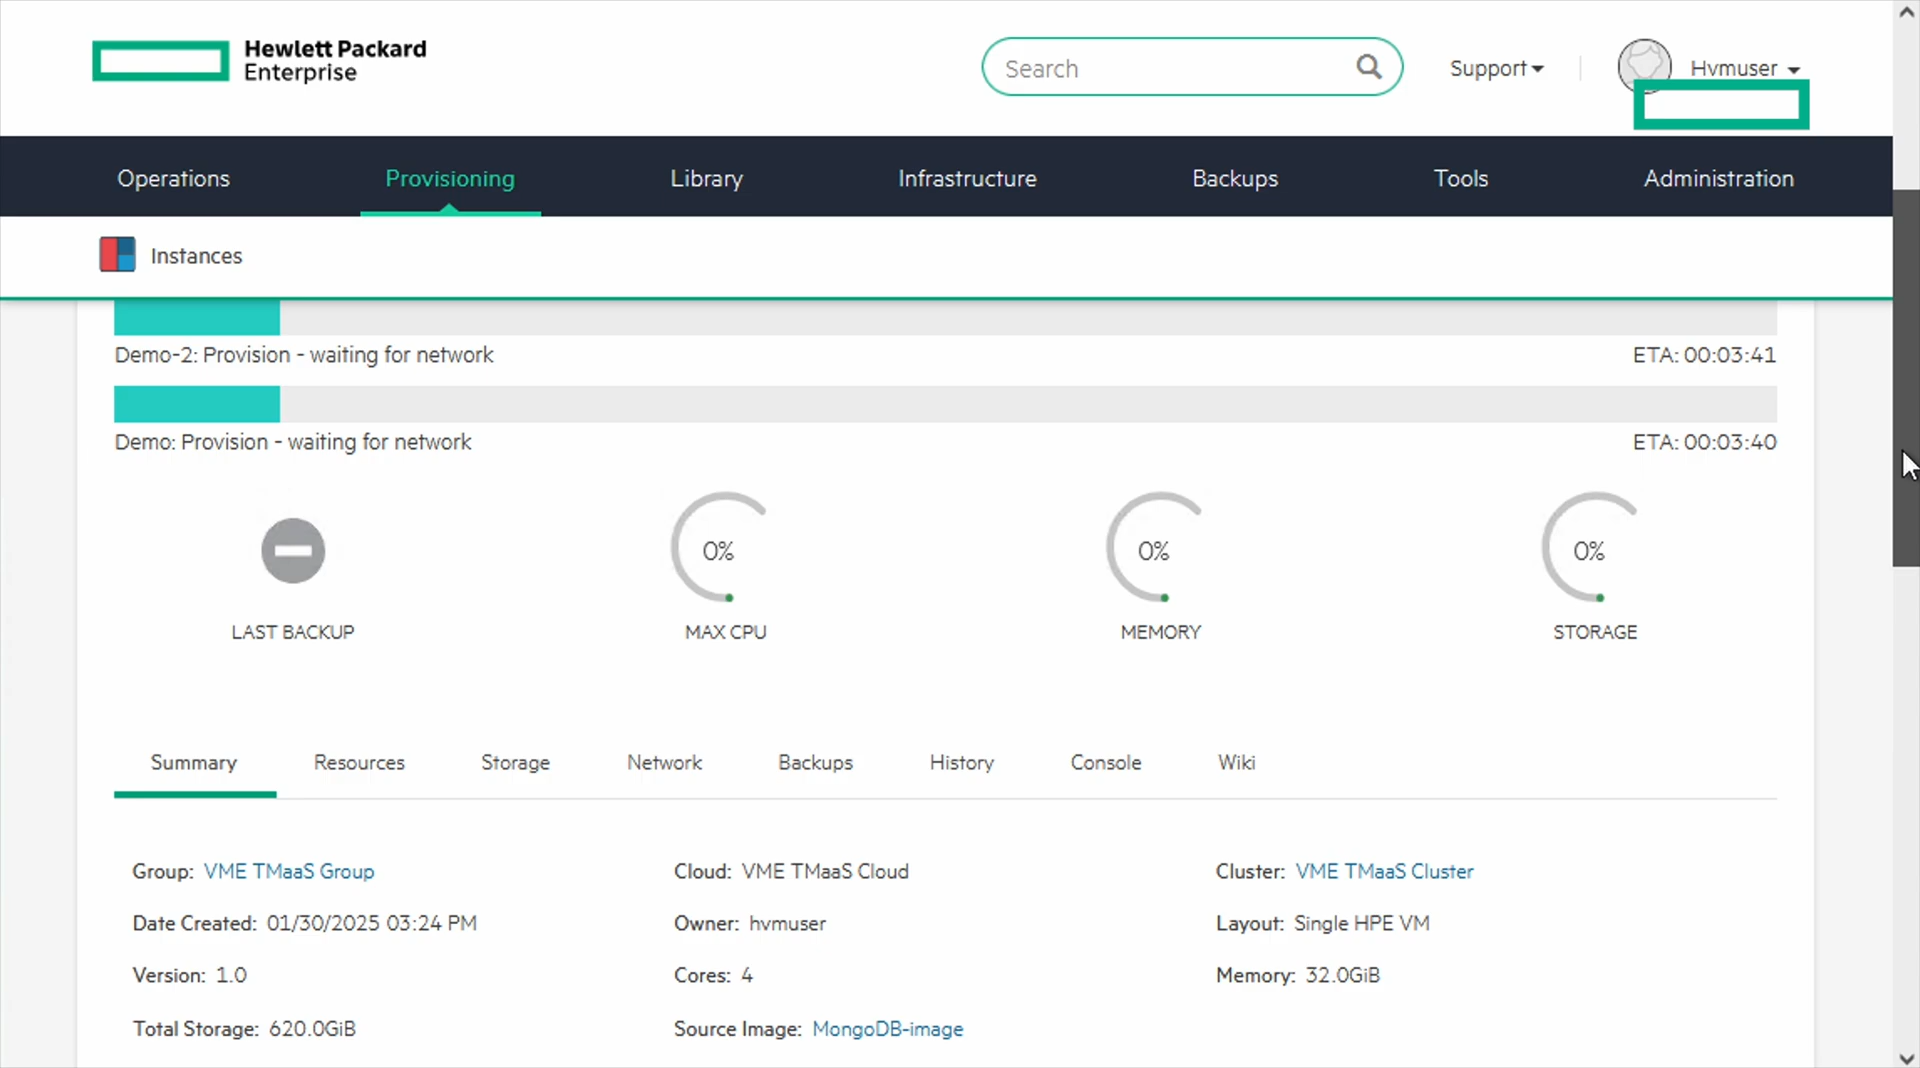 Hewlett Packard
Enterprise
Search
Support
Hvmuser
Operations
Provisioning
Library
Infrastructure
Backups
Tools
Administration
Instances
Demo-2: Provision - waiting for network
ETA: 00:03:41
Demo: Provision - waiting for network
ETA: 00:03:40
0%
0%
0%
LAST BACKUP
MAX CPU
MEMORY
STORAGE
Summary
Resources
Storage
Network
Backups
History
Console
Wiki
Group: VME TMaaS Group
Cloud: VME TMaaS Cloud
Cluster: VME TMaaS Cluster
Date Created: 01/30/2025 03:24 PM
Owner: hvmuser
Layout: Single HPE VM
Version: 1.0
Cores: 4
Memory: 32.0GiB
Total Storage: 620.0GiB
Source Image: MongoDB-image